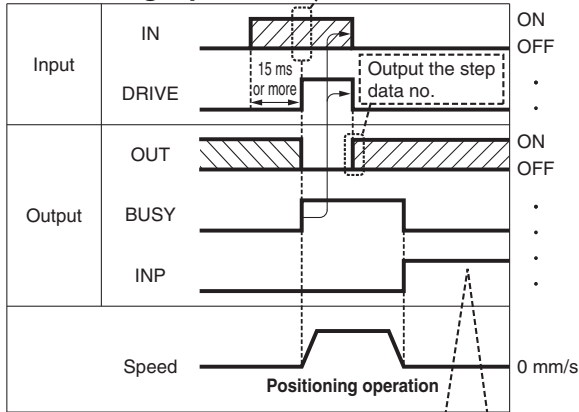 IN
ON
OFF
Input
15 ms
or more
Output the step
data no.
DRIVE
OUT
ON
OFF
Output
BUSY
INP
Speed
0 mm/s
Positioning operation